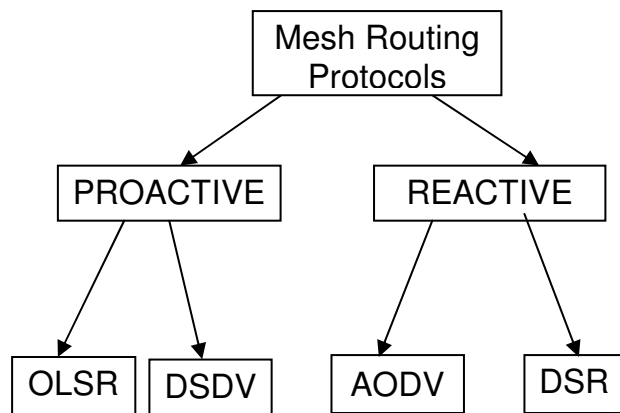 Mesh Routing
Protocols
PROACTIVE
REACTIVE
OLSR
DSDV
AODV
DSR